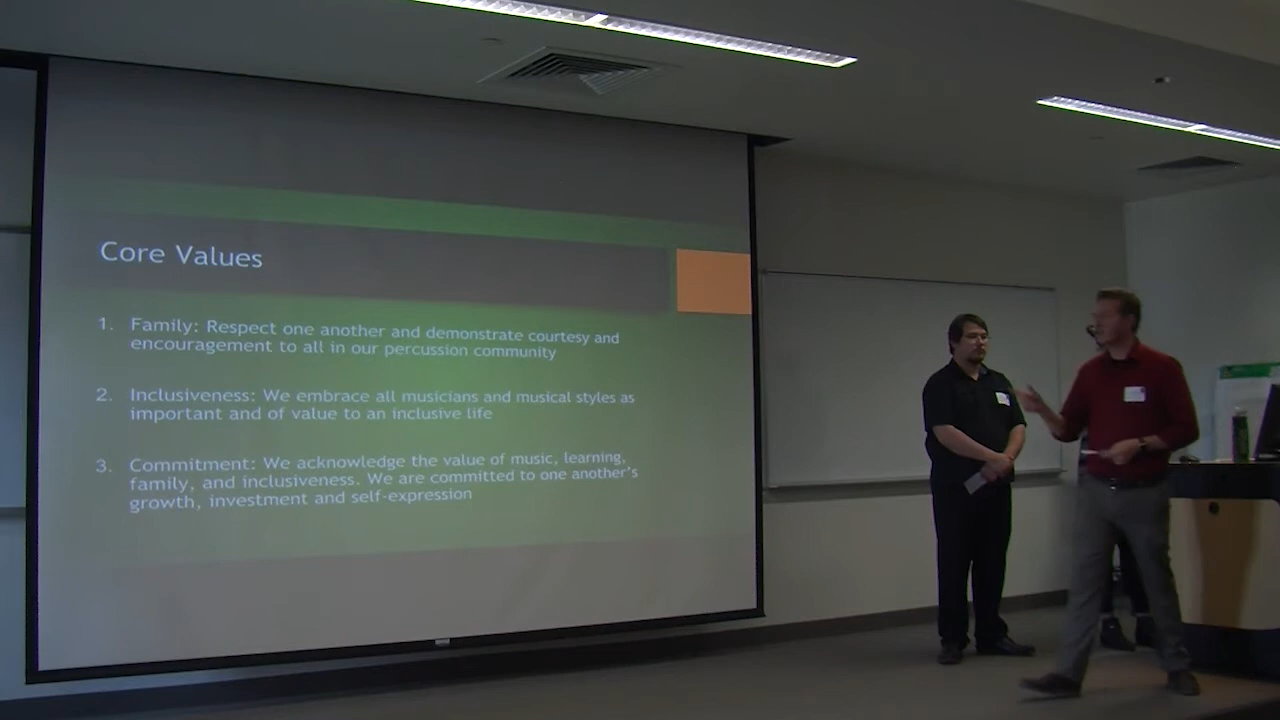 Core Values
1. Family: Respect one another and demonstrate courtesy and
encouragement to all in our percussion community
2. Inclusiveness: We embrace all musicians and musical styles as
important and of value to an inclusive life
3. Commitment: We acknowledge the value of music, learning,
family, and inclusiveness. We are committed to one another's
growth, investment and self-expression